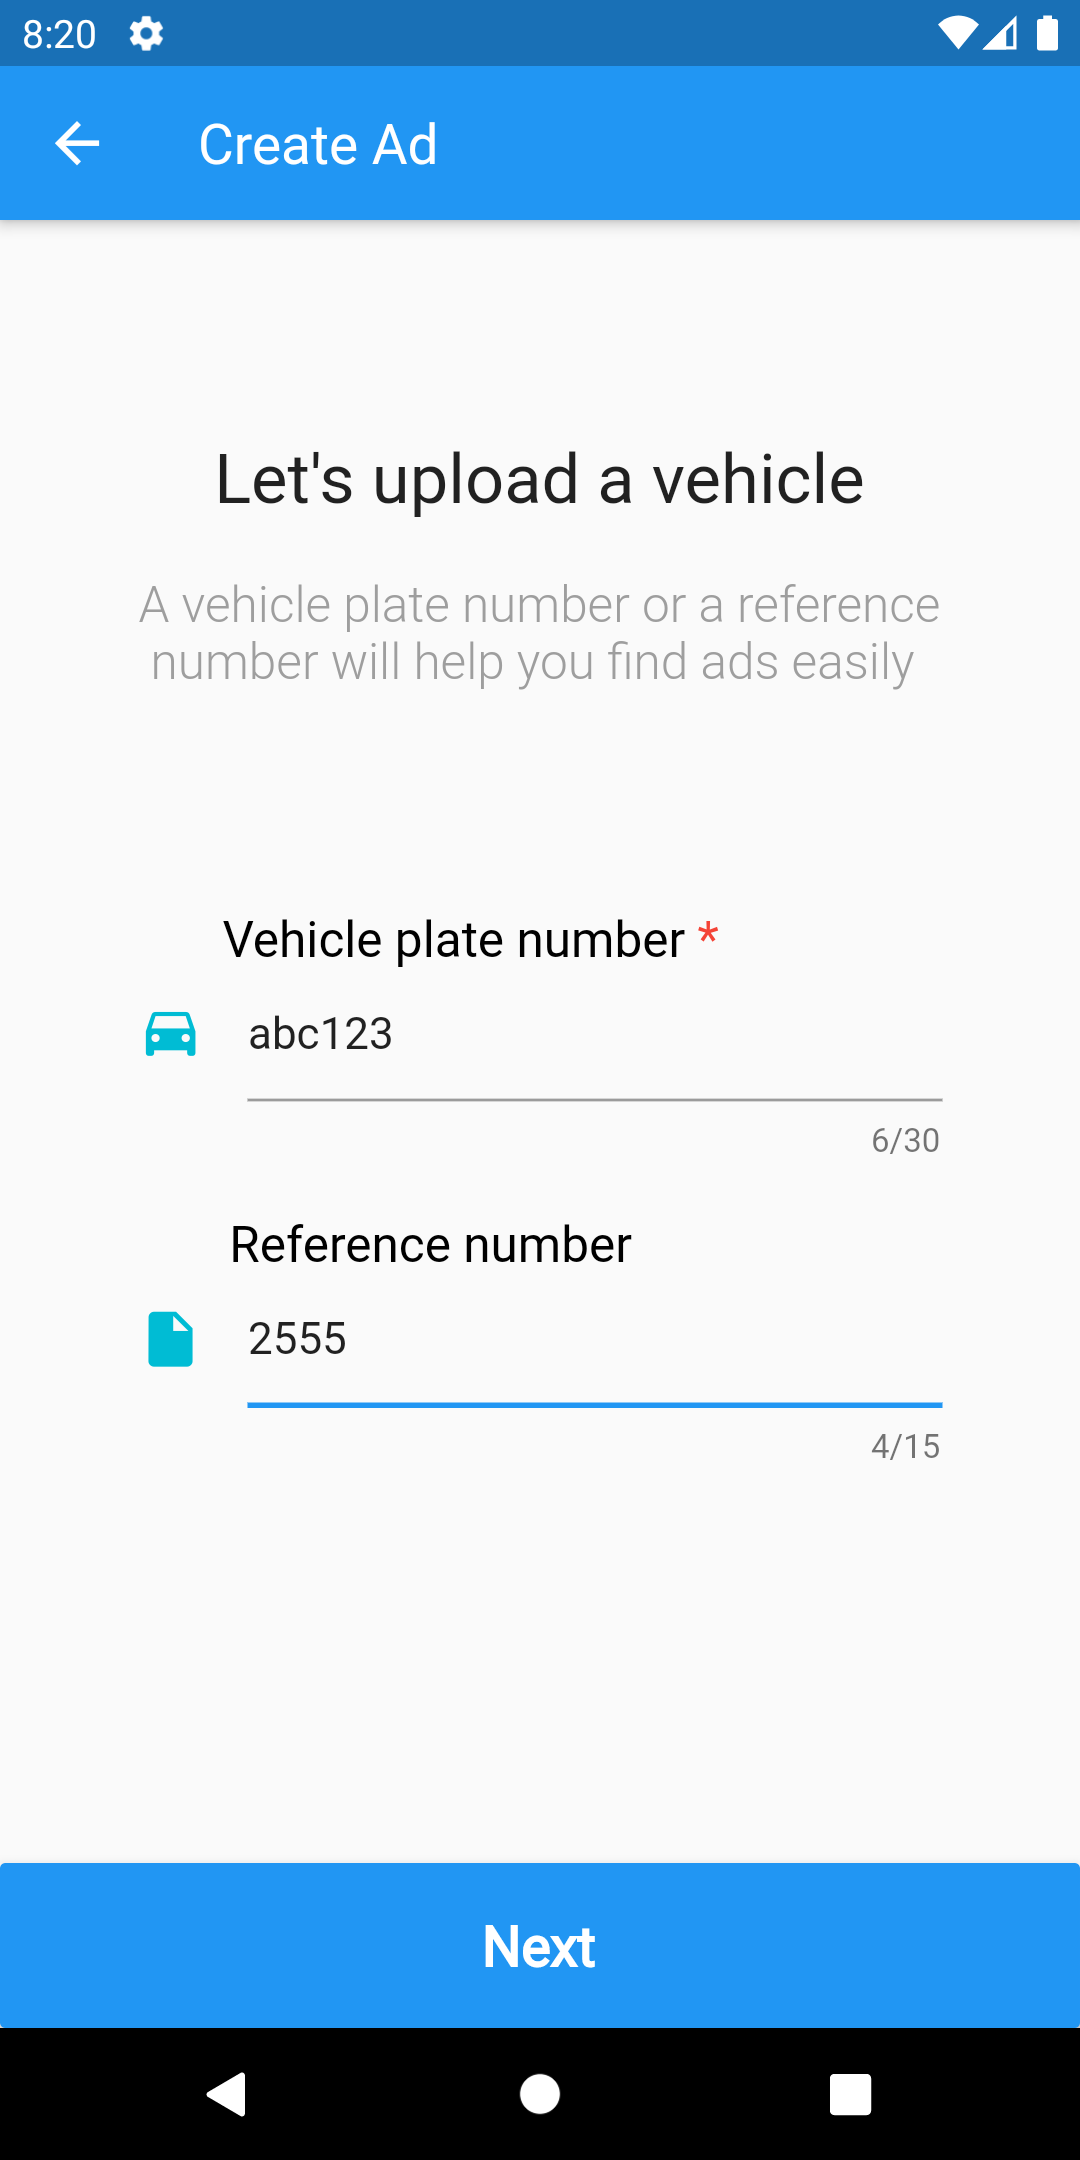 8:20
Create Ad
Let's upload a vehicle
A vehicle plate number or a reference
number will help you find ads easily
Vehicle plate number *
abc123
6/30
Reference number
2555
4/15
Next